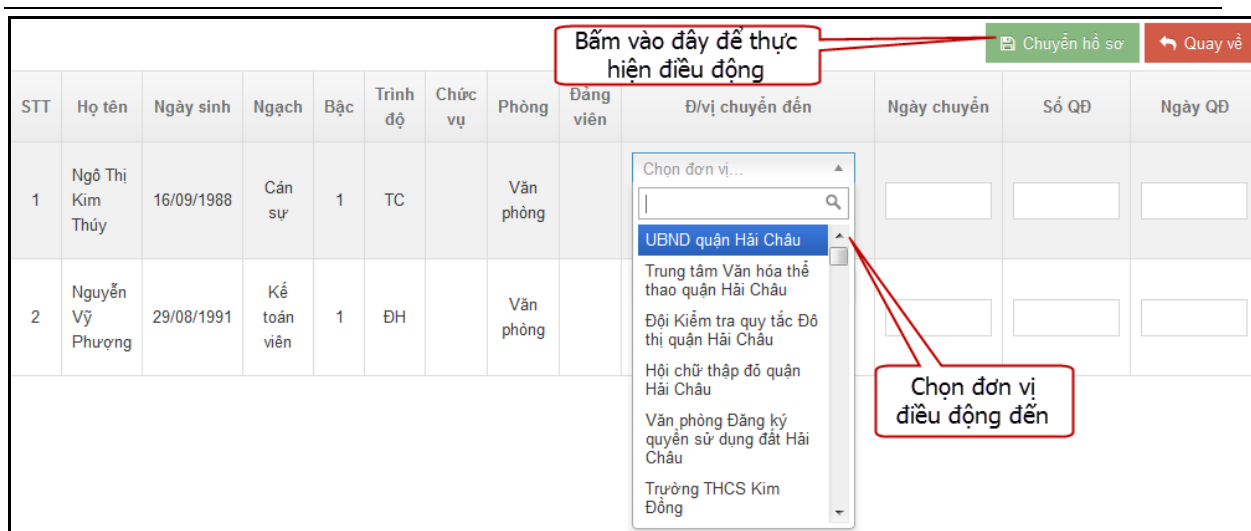 Bấm vào đây để thực
hiện điều động
Chuyển hồ sơ
Quay về
STT
Họ tên
Ngày sinh
Ngạch
Bậc
Trình
độ
Chức
vụ
Phòng
Đảng
viên
Đ/vị chuyển đến
Ngày chuyển
Số QĐ
Ngày QĐ
1
Ngô Thị
Kim
Thúy
16/09/1988
Cán
sự
1
TC
Văn
phòng
Chọn đơn vị...
UBND quận Hải Châu
Trung tâm Văn hóa thể
thao quận Hải Châu
Đội Kiểm tra quy tắc Đô
thị quận Hải Châu
Hội chữ thập đỏ quận
Hải Châu
Văn phòng Đăng ký
quyền sử dụng đất Hải
Châu
Trường THCS Kim
Đồng
2
Nguyễn
Vỹ
Phượng
29/08/1991
Kế
toán
viên
1
ĐH
Văn
phòng
Chọn đơn vị
điều động đến